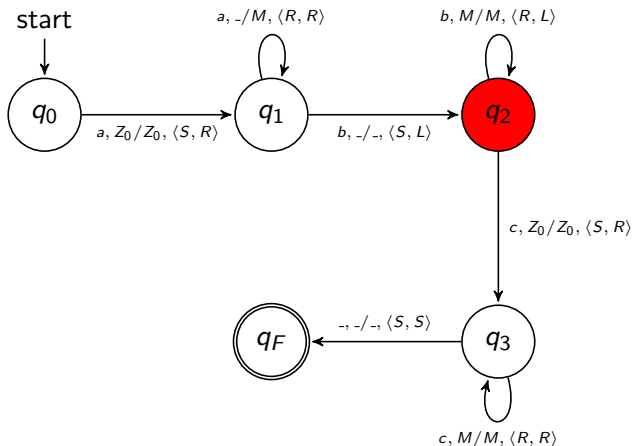 start
a, _/M, ⟨R, R⟩
b, M/M, ⟨R, L⟩
q0
q1
q2
a, Z0/Z0, ⟨S, R⟩
b, _/_, ⟨S, L⟩
c, Z0/Z0, ⟨S, R⟩
qF
_, _/_, ⟨S, S⟩
q3
c, M/M, ⟨R, R⟩